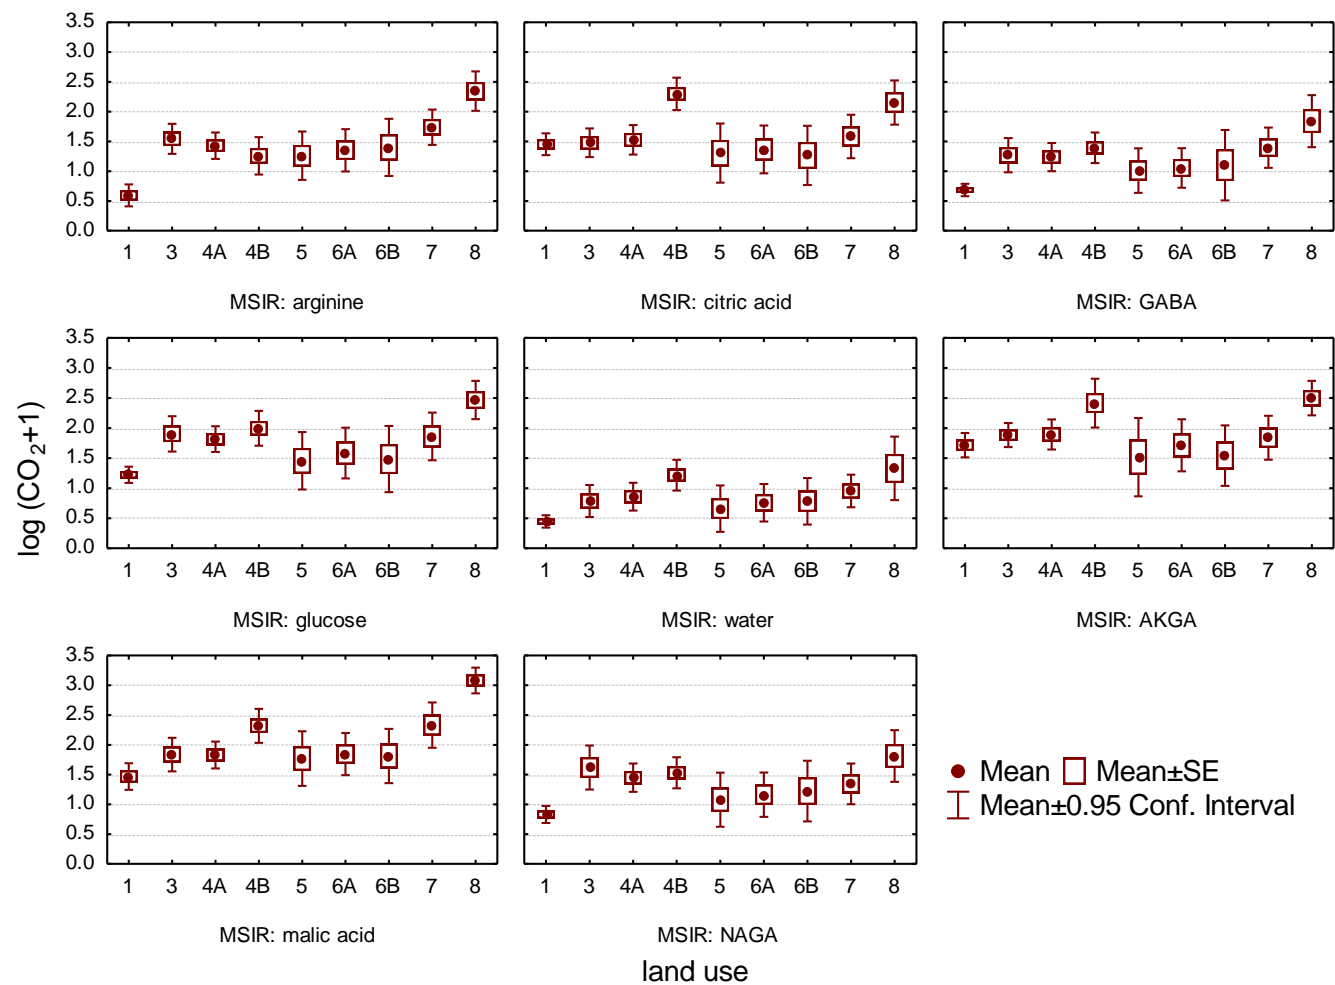 3.5
3.0
2.5
2.0
1.5
1.0
0.5
0.0
1 3 4A 4B 5 6A 6B 7 8
MSIR: arginine
1 3 4A 4B 5 6A 6B 7 8
MSIR: citric acid
1 3 4A 4B 5 6A 6B 7 8
MSIR: GABA
log (CO₂+1)
3.5
3.0
2.5
2.0
1.5
1.0
0.5
0.0
1 3 4A 4B 5 6A 6B 7 8
MSIR: glucose
1 3 4A 4B 5 6A 6B 7 8
MSIR: water
1 3 4A 4B 5 6A 6B 7 8
MSIR: AKGA
3.5
3.0
2.5
2.0
1.5
1.0
0.5
0.0
1 3 4A 4B 5 6A 6B 7 8
MSIR: malic acid
1 3 4A 4B 5 6A 6B 7 8
MSIR: NAGA
Mean Mean±SE
Mean±0.95 Conf. Interval
land use